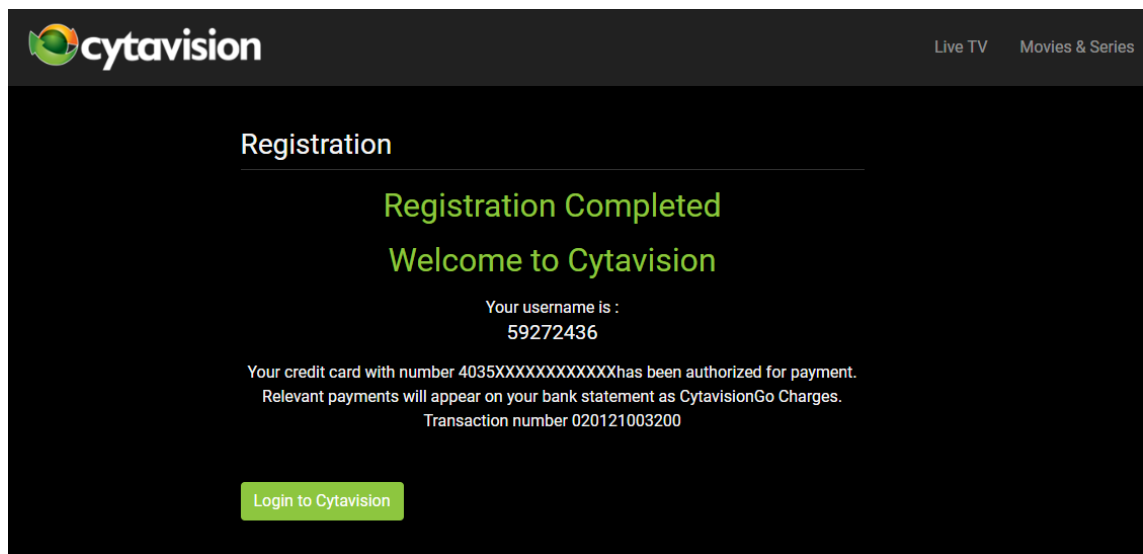 cytavision
Live TV
Movies & Series
Registration
Registration Completed
Welcome to Cytavision
Your username is :
59272436
Your credit card with number 4035XXXXXXXXXXXXhas been authorized for payment.
Relevant payments will appear on your bank statement as CytavisionGo Charges.
Transaction number 020121003200
Login to Cytavision